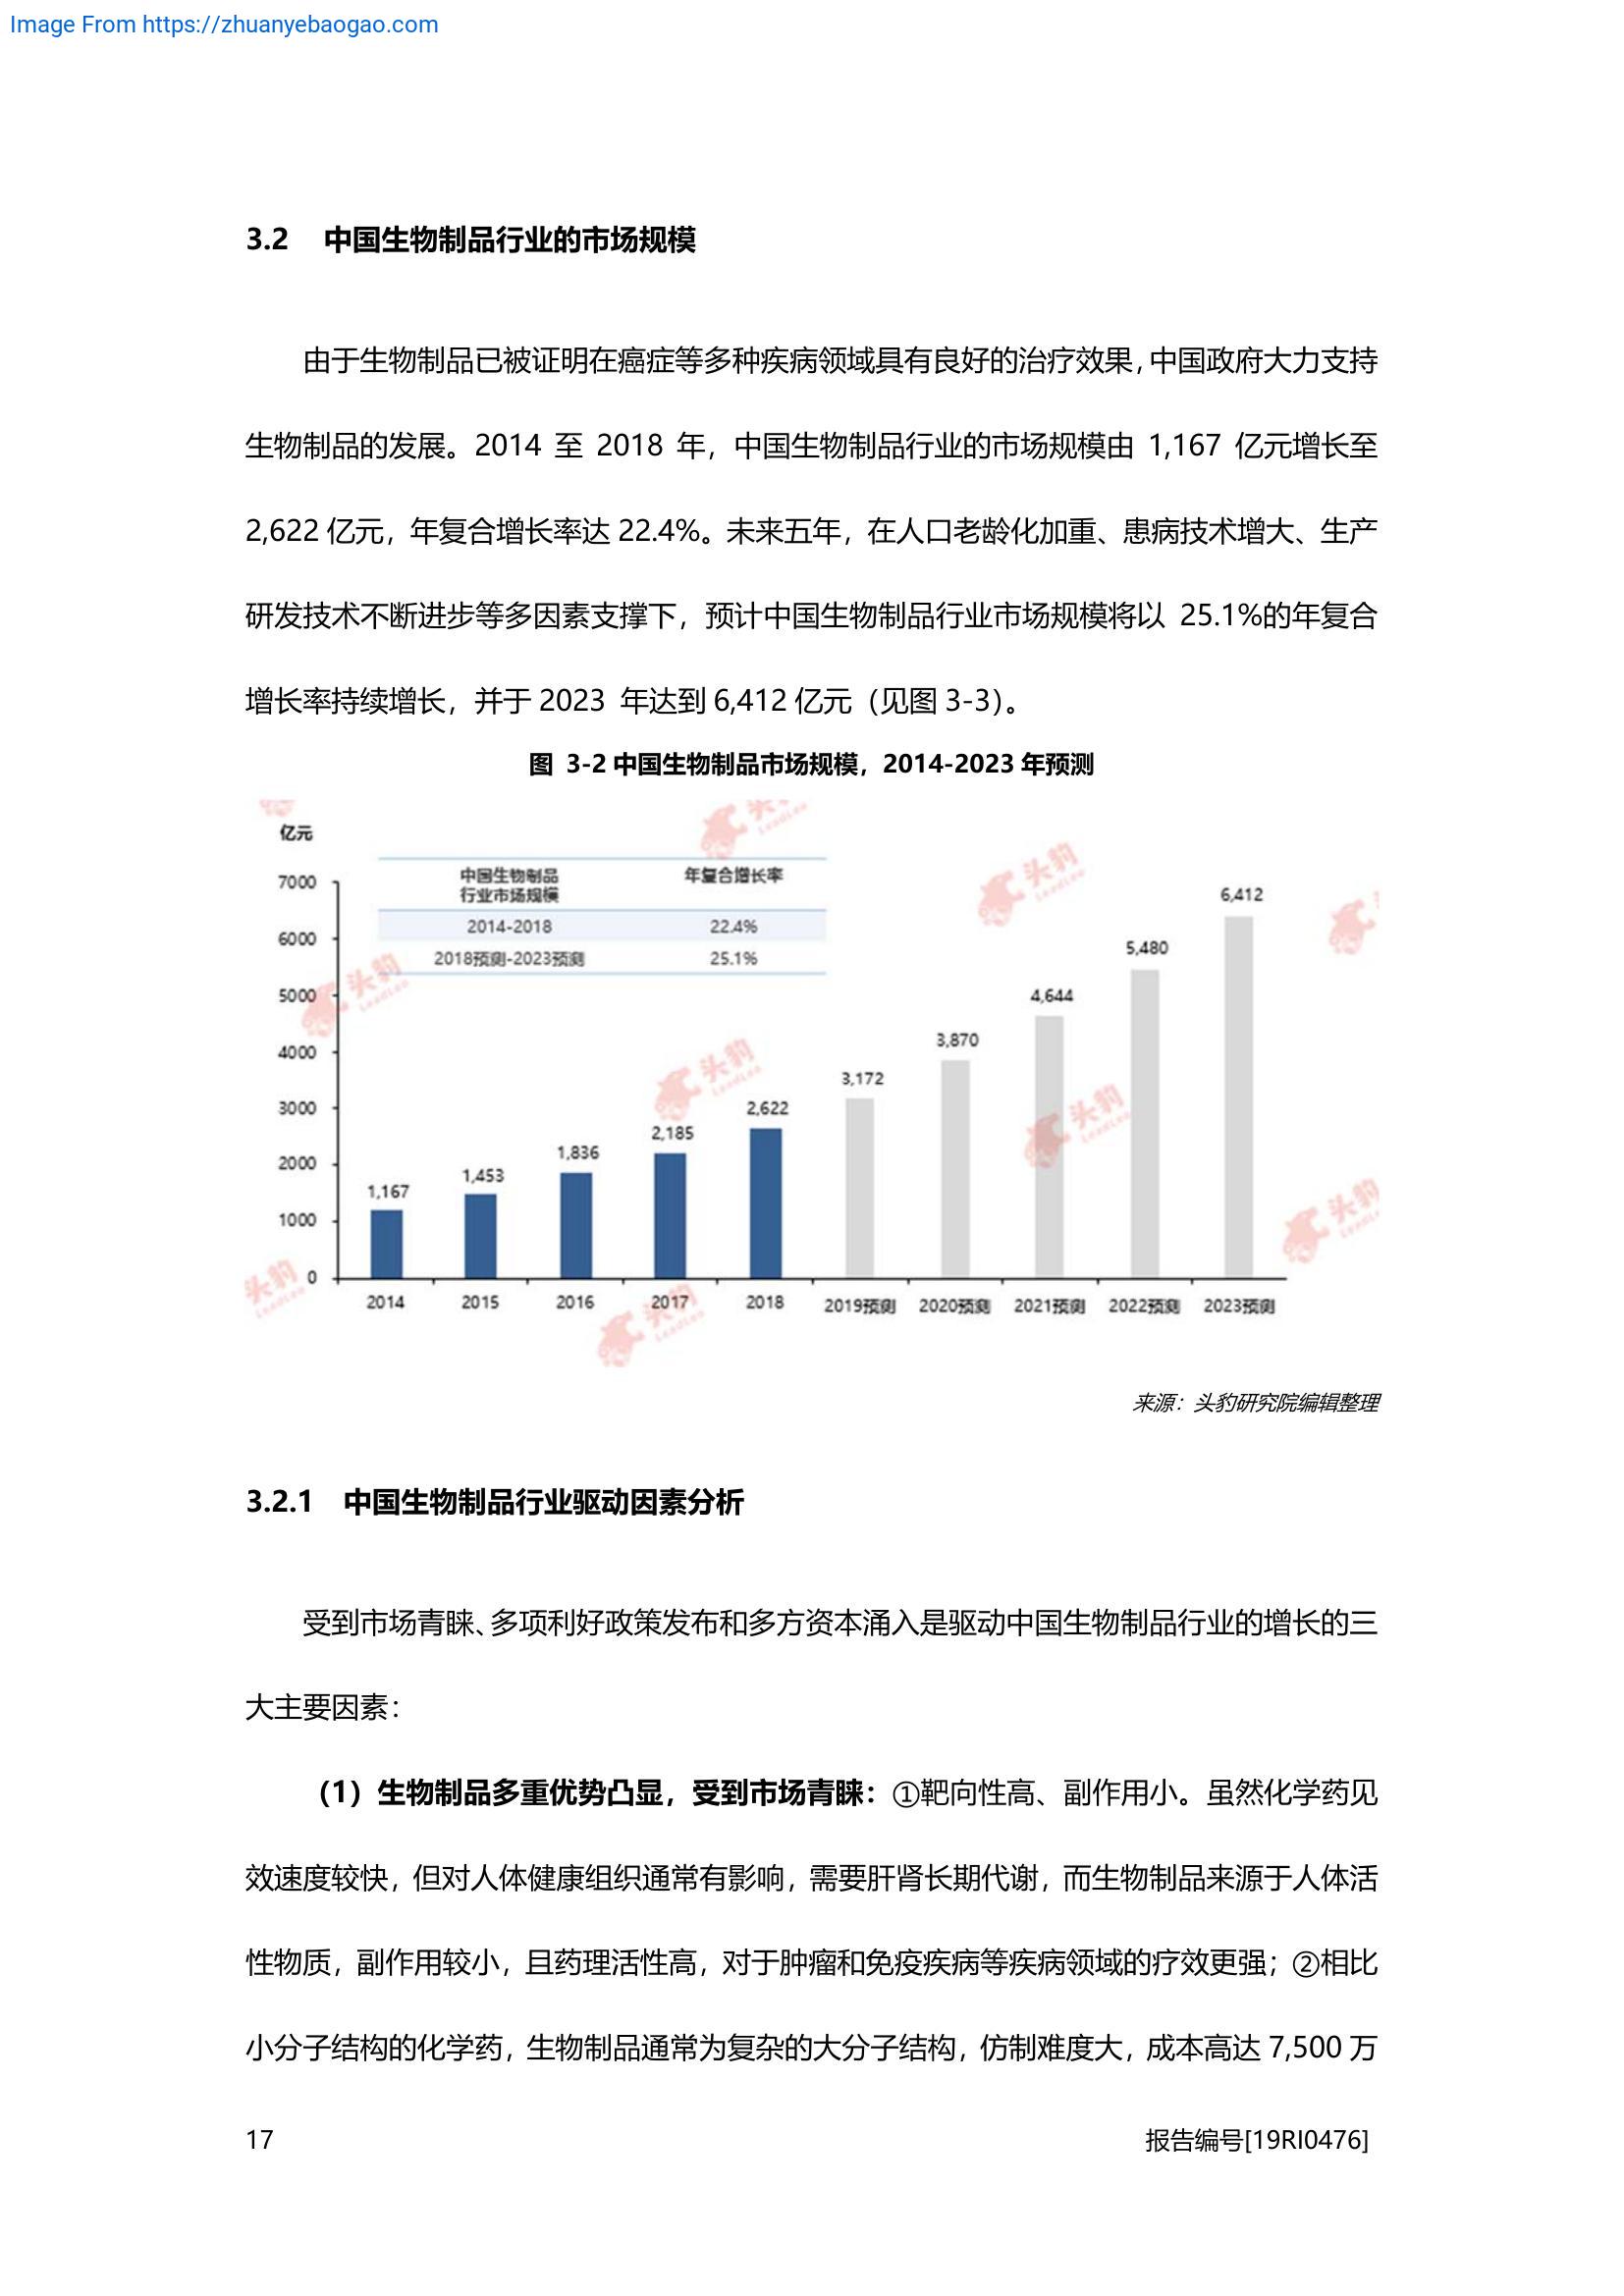 Image From https://zhuanyebaogao.com
3.2 中国生物制品行业的市场规模
由于生物制品已被证明在癌症等多种疾病领域具有良好的治疗效果，中国政府大力支持
生物制品的发展。2014 至 2018 年，中国生物制品行业的市场规模由 1,167 亿元增长至
2,622 亿元，年复合增长率达 22.4%。未来五年，在人口老龄化加重、患病技术增大、生产
研发技术不断进步等多因素支撑下，预计中国生物制品行业市场规模将以 25.1%的年复合
增长率持续增长，并于 2023 年达到 6,412 亿元（见图 3-3）。
图 3-2 中国生物制品市场规模，2014-2023 年预测
亿元
中国生物制品 年复合增长率
行业市场规模
2014-2018 22.4%
2018预测-2023预测 25.1%
7000
6000
5000
4000
3000
2000
1000
0
1,167
1,453
1,836
2,185
2,622
3,172
3,870
4,644
5,480
6,412
2014 2015 2016 2017 2018 2019预测 2020预测 2021预测 2022预测 2023预测
头豹
LeadLeo
头豹
LeadLeo
头豹
LeadLeo
头豹
LeadLeo
头豹
LeadLeo
头豹
LeadLeo
头豹
LeadLeo
头豹
LeadLeo
来源：头豹研究院编辑整理
3.2.1 中国生物制品行业驱动因素分析
受到市场青睐、多项利好政策发布和多方资本涌入是驱动中国生物制品行业的增长的三
大主要因素：
（1）生物制品多重优势凸显，受到市场青睐：①靶向性高、副作用小。虽然化学药见
效速度较快，但对人体健康组织通常有影响，需要肝肾长期代谢，而生物制品来源于人体活
性物质，副作用较小，且药理活性高，对于肿瘤和免疫疾病等疾病领域的疗效更强；②相比
小分子结构的化学药，生物制品通常为复杂的大分子结构，仿制难度大，成本高达 7,500 万
17 报告编号[19RI0476]